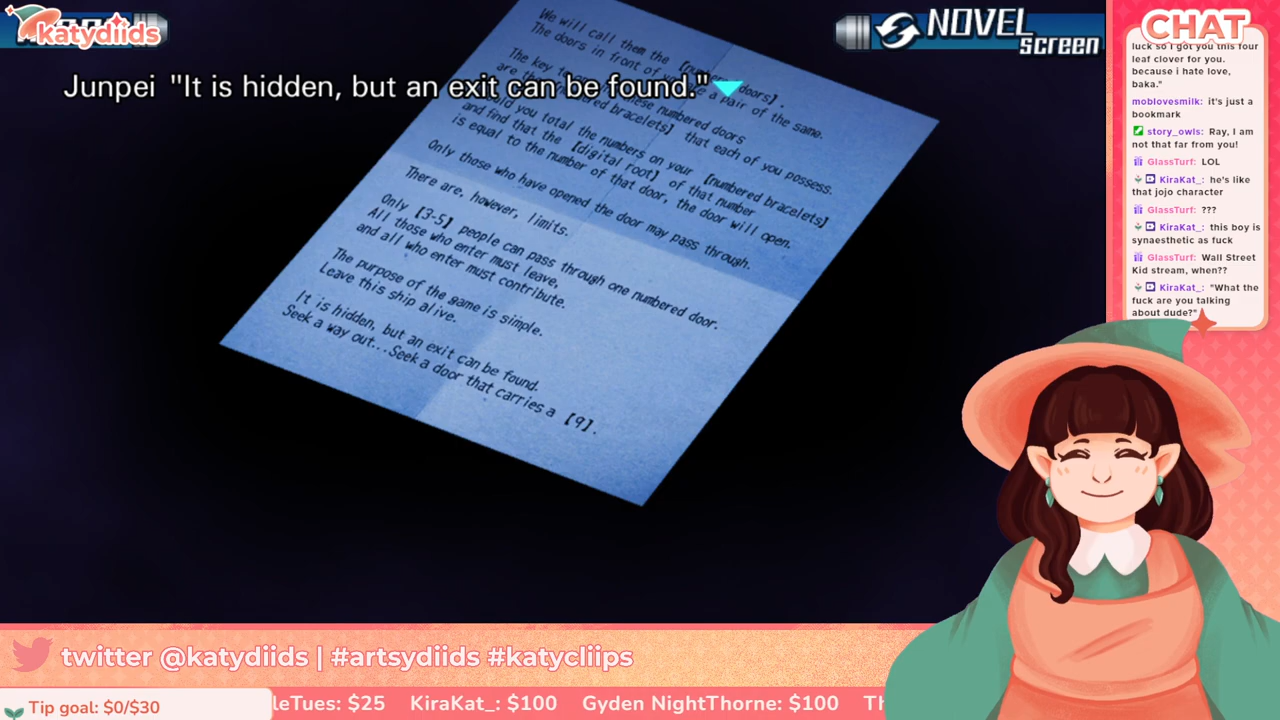 katydiids
NOVEL
Screen
CHAT
Junpei "It is hidden, but an exit can be found."
We will call them the [numbered doors].
The doors in front of you are a pair of the same.
The key to these numbered doors
are the [numbered bracelets] that each of you possess.
Should you total the numbers on your [numbered bracelets]
and find that the [digital root] of that number
is equal to the number of that door, the door will open.
Only those who have opened the door may pass through.
There are, however, limits.
Only [3-5] people can pass through one numbered door.
All those who enter must leave,
and all who enter must contribute.
The purpose of the game is simple.
Leave this ship alive.
It is hidden, but an exit can be found.
Seek a way out...Seek a door that carries a [9].
luck so I got you this four
leaf clover for you.
because i hate love,
baka."
moblovesmilk: it's just a
bookmark
story_owls: Ray, I am
not that far from you!
GlassTurf: LOL
KiraKat_: he's like
that jojo character
GlassTurf: ???
KiraKat_: this boy is
synaesthetic as fuck
GlassTurf: Wall Street
Kid stream, when??
KiraKat_: "What the
fuck are you talking
about dude?"
twitter @katydiids | #artsydiids #katycliips
Tip goal: $0/$30
leTues: $25 KiraKat_: $100 Gyden NightThorne: $100 Th